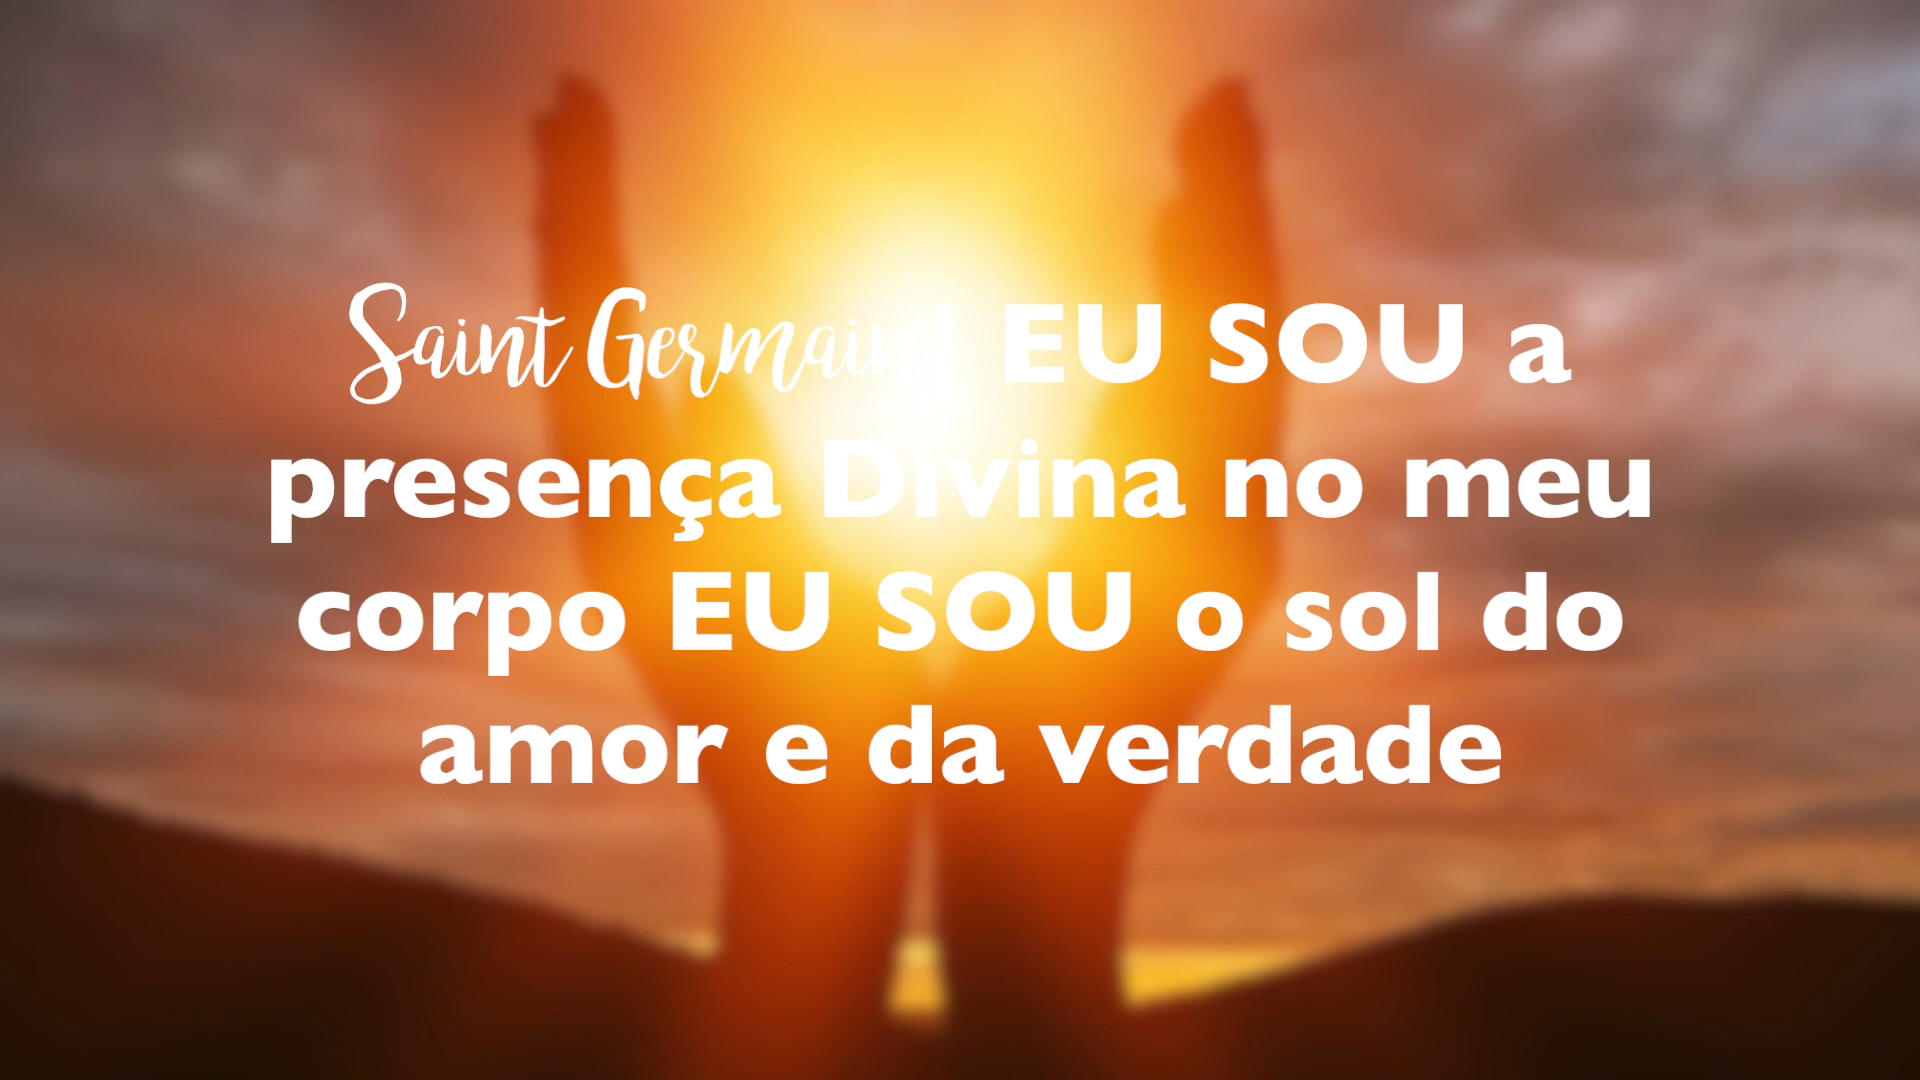 Saint Germain| EU SOU a
presença Divina no meu
corpo EU SOU o sol do
amor e da verdade